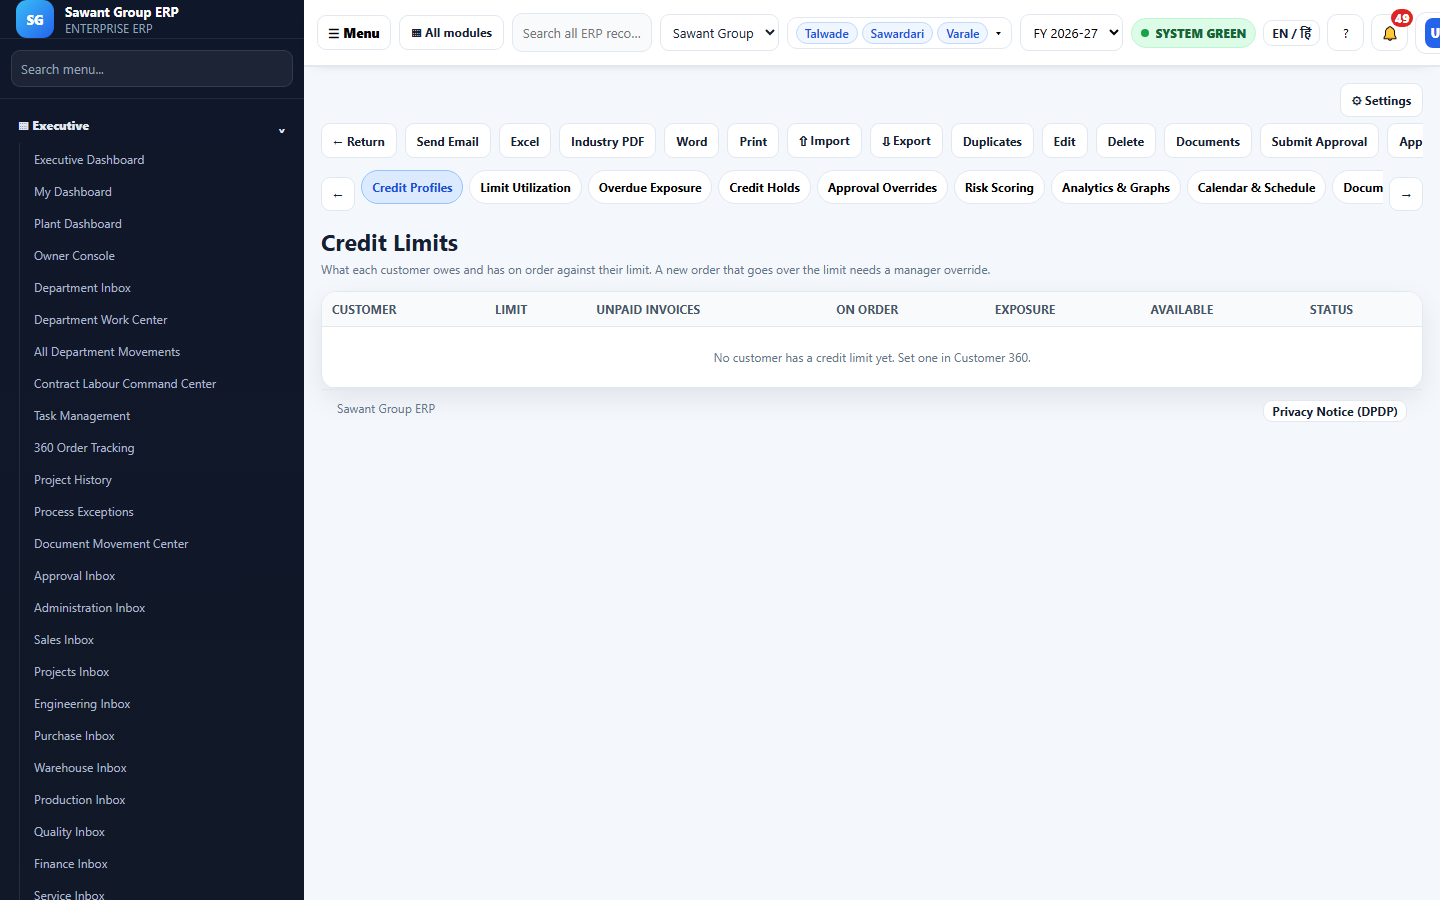 SG
Sawant Group ERP
ENTERPRISE ERP
☰ Menu
All modules
Search all ERP reco...
Sawant Group
Talwade
Sawardari
Varale
FY 2026-27
SYSTEM GREEN
EN / हिं
?
49
U
Search menu...
Executive
Executive Dashboard
My Dashboard
Plant Dashboard
Owner Console
Department Inbox
Department Work Center
All Department Movements
Contract Labour Command Center
Task Management
360 Order Tracking
Project History
Process Exceptions
Document Movement Center
Approval Inbox
Administration Inbox
Sales Inbox
Projects Inbox
Engineering Inbox
Purchase Inbox
Warehouse Inbox
Production Inbox
Quality Inbox
Finance Inbox
Service Inbox
⚙ Settings
← Return
Send Email
Excel
Industry PDF
Word
Print
⇧ Import
⇩ Export
Duplicates
Edit
Delete
Documents
Submit Approval
App
←
Credit Profiles
Limit Utilization
Overdue Exposure
Credit Holds
Approval Overrides
Risk Scoring
Analytics & Graphs
Calendar & Schedule
Docum
→
Credit Limits
What each customer owes and has on order against their limit. A new order that goes over the limit needs a manager override.
CUSTOMER LIMIT UNPAID INVOICES ON ORDER EXPOSURE AVAILABLE STATUS
No customer has a credit limit yet. Set one in Customer 360.
Sawant Group ERP
Privacy Notice (DPDP)